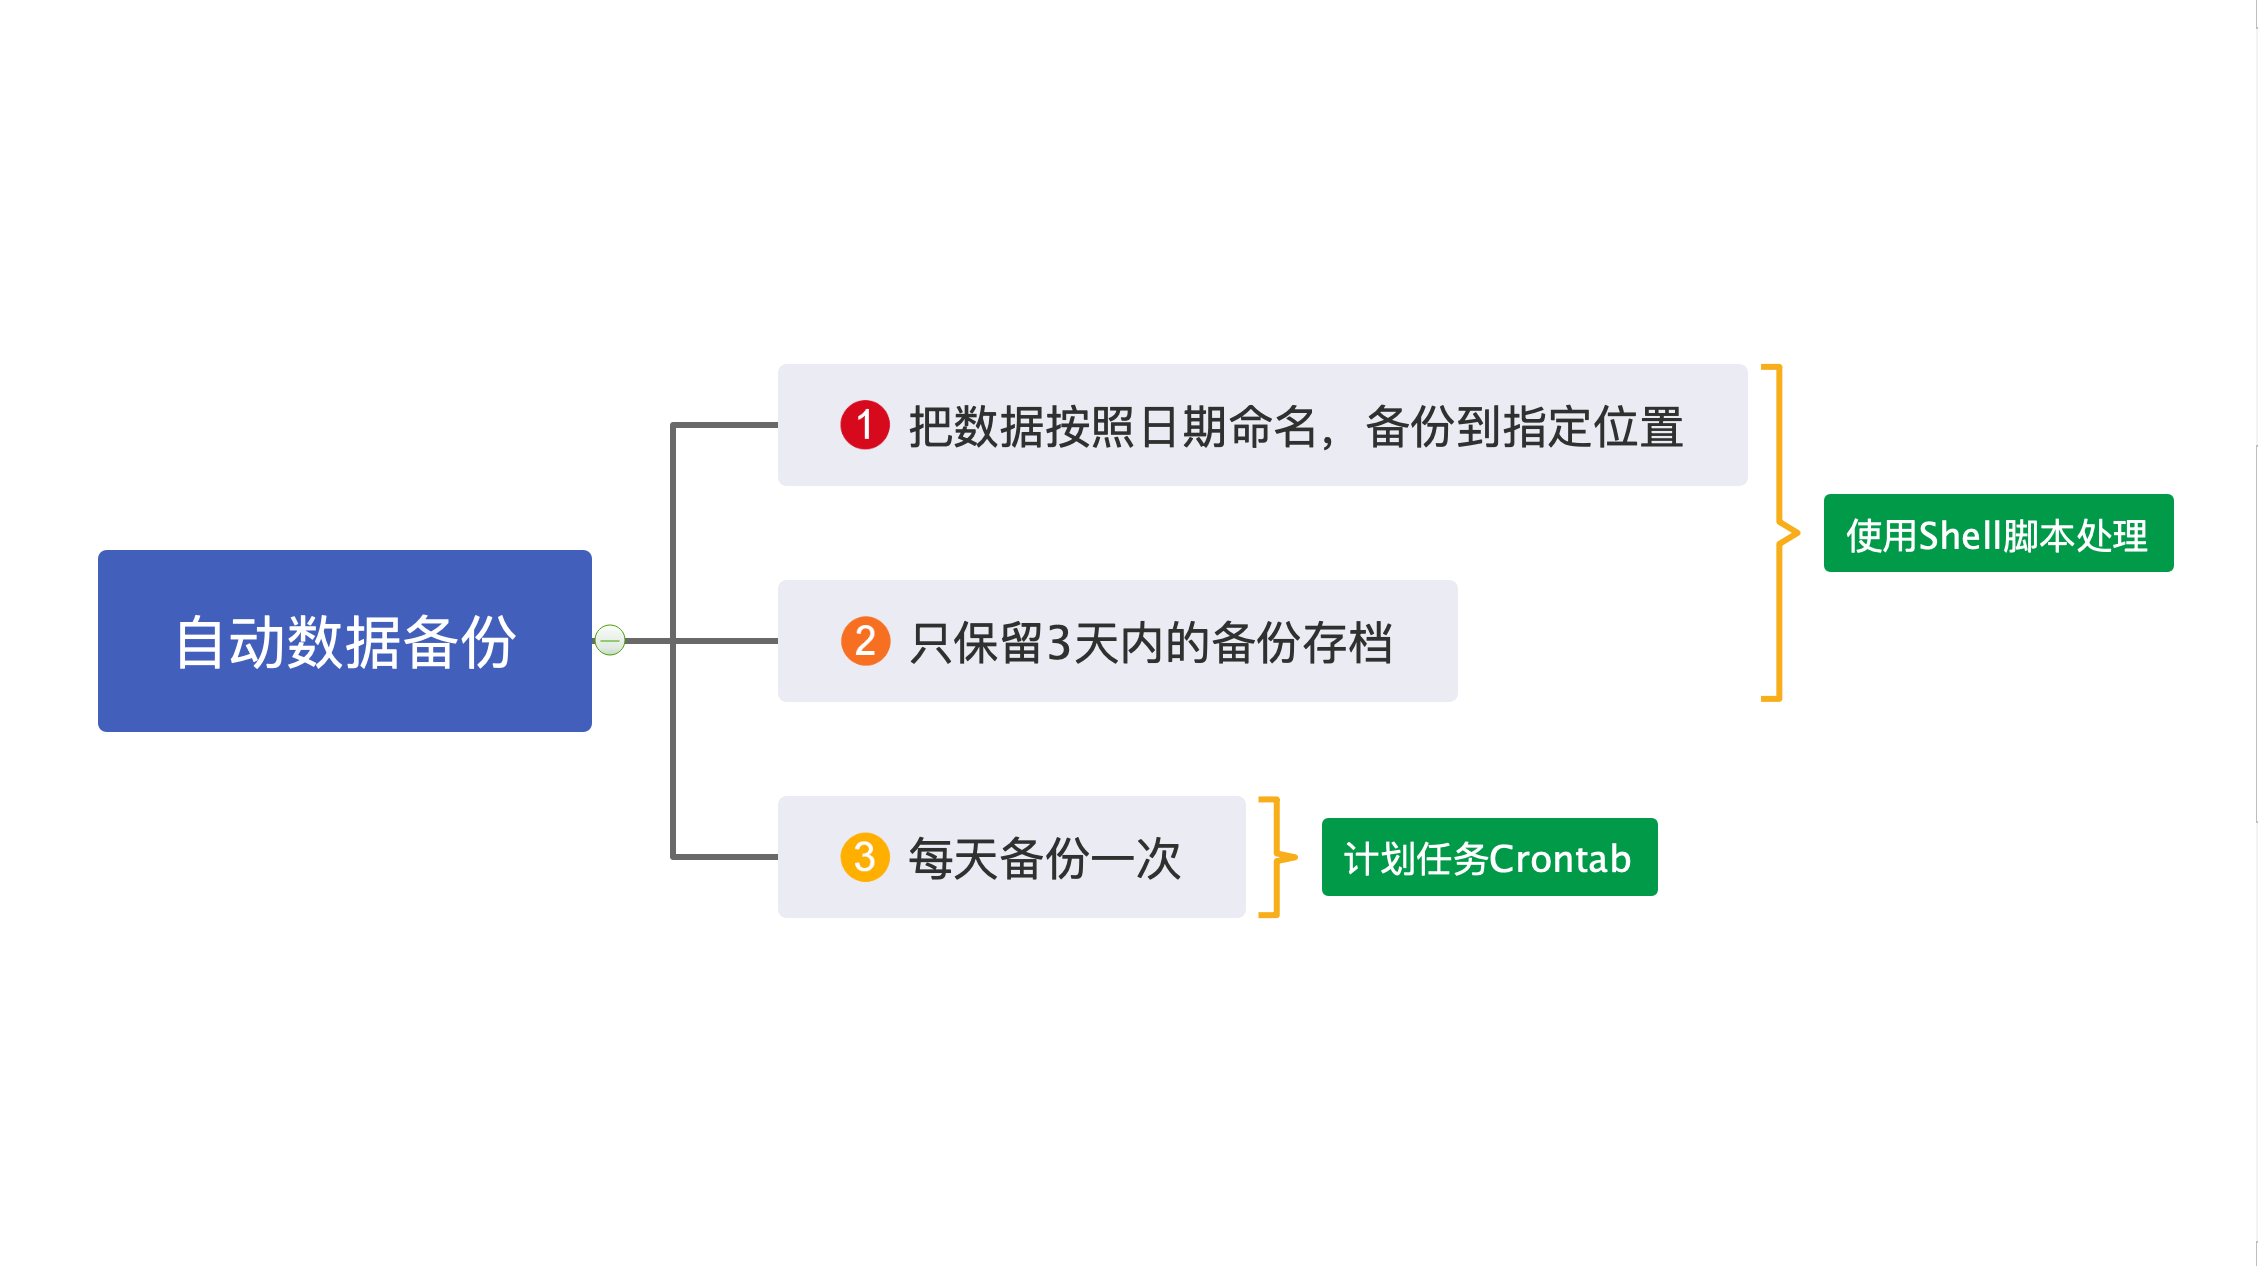 自动数据备份
1 把数据按照日期命名，备份到指定位置
2 只保留3天内的备份存档
使用Shell脚本处理
3 每天备份一次
计划任务Crontab